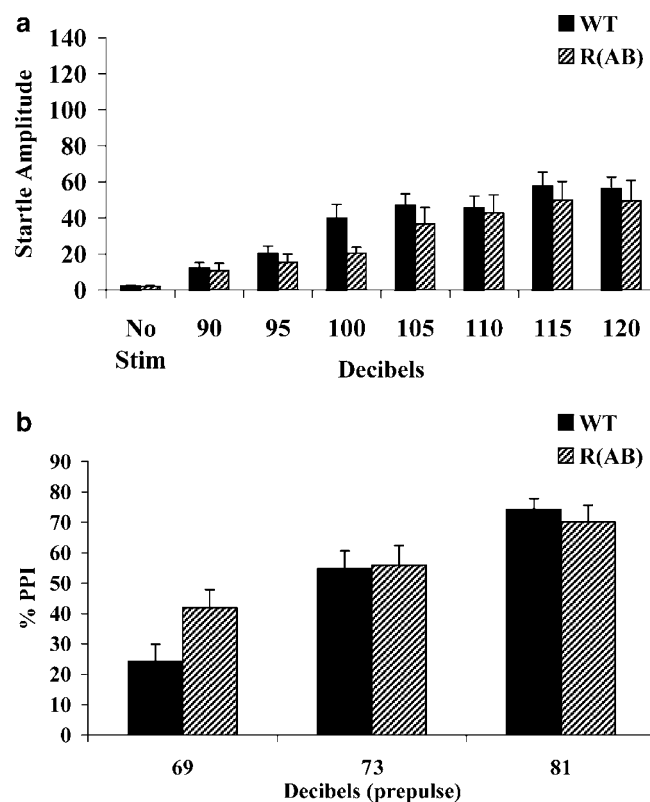 a
WT
R(AB)
140
120
100
80
60
40
20
0
Startle Amplitude
No Stim
90
95
100
105
110
115
120
Decibels
b
WT
R(AB)
90
80
70
60
50
40
30
20
10
0
% PPI
69
73
81
Decibels (prepulse)